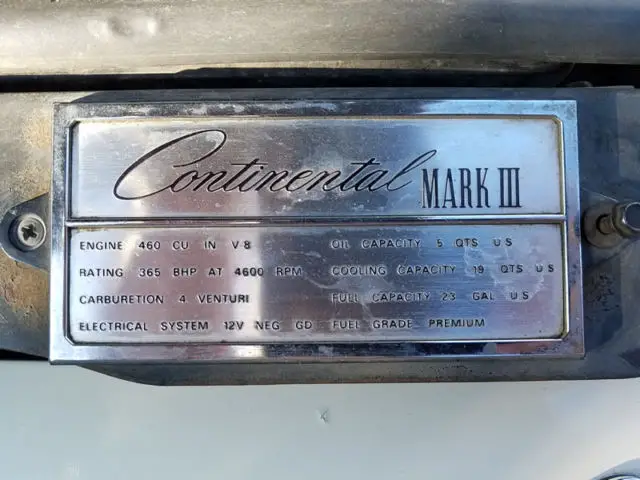 Continental MARK III
ENGINE 460 CU IN V-8
RATING 365 BHP AT 4600 RPM
CARBURETION 4 VENTURI
ELECTRICAL SYSTEM 12V NEG GD
OIL CAPACITY 5 QTS US
COOLING CAPACITY 19 QTS US
FUEL CAPACITY 23 GAL US
FUEL GRADE PREMIUM